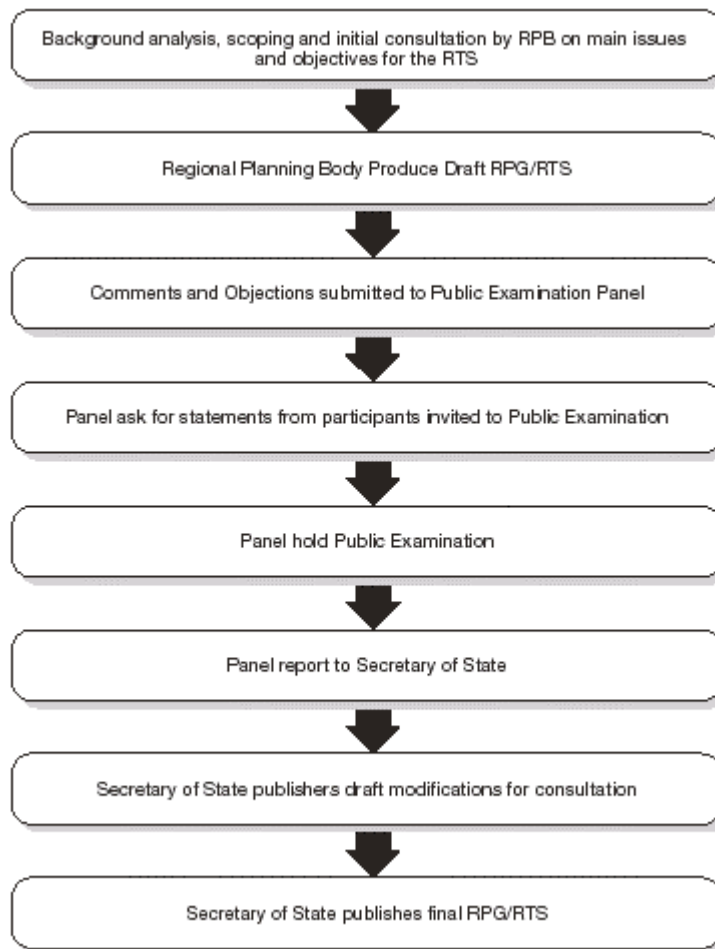 Background analysis, scoping and initial consultation by RPB on main issues
and objectives for the RTS
Regional Planning Body Produce Draft RPG/RTS
Comments and Objections submitted to Public Examination Panel
Panel ask for statements from participants invited to Public Examination
Panel hold Public Examination
Panel report to Secretary of State
Secretary of State publishers draft modifications for consultation
Secretary of State publishes final RPG/RTS